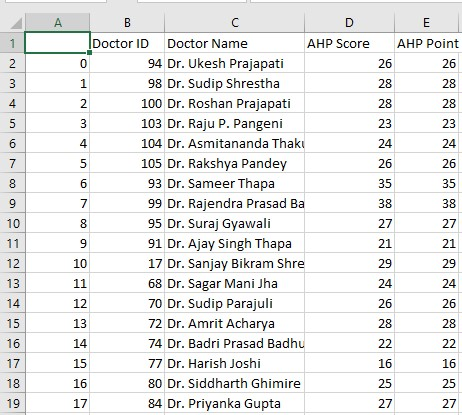 A B C D E
1 Doctor ID Doctor Name AHP Score AHP Point
2 0 94 Dr. Ukesh Prajapati 26 26
3 1 98 Dr. Sudip Shrestha 28 28
4 2 100 Dr. Roshan Prajapati 28 28
5 3 103 Dr. Raju P. Pangeni 23 23
6 4 104 Dr. Asmitananda Thaku 24 24
7 5 105 Dr. Rakshya Pandey 26 26
8 6 93 Dr. Sameer Thapa 35 35
9 7 99 Dr. Rajendra Prasad Ba 38 38
10 8 95 Dr. Suraj Gyawali 27 27
11 9 91 Dr. Ajay Singh Thapa 21 21
12 10 17 Dr. Sanjay Bikram Shre 29 29
13 11 68 Dr. Sagar Mani Jha 24 24
14 12 70 Dr. Sudip Parajuli 26 26
15 13 72 Dr. Amrit Acharya 28 28
16 14 74 Dr. Badri Prasad Badhu 22 22
17 15 77 Dr. Harish Joshi 16 16
18 16 80 Dr. Siddharth Ghimire 25 25
19 17 84 Dr. Priyanka Gupta 27 27